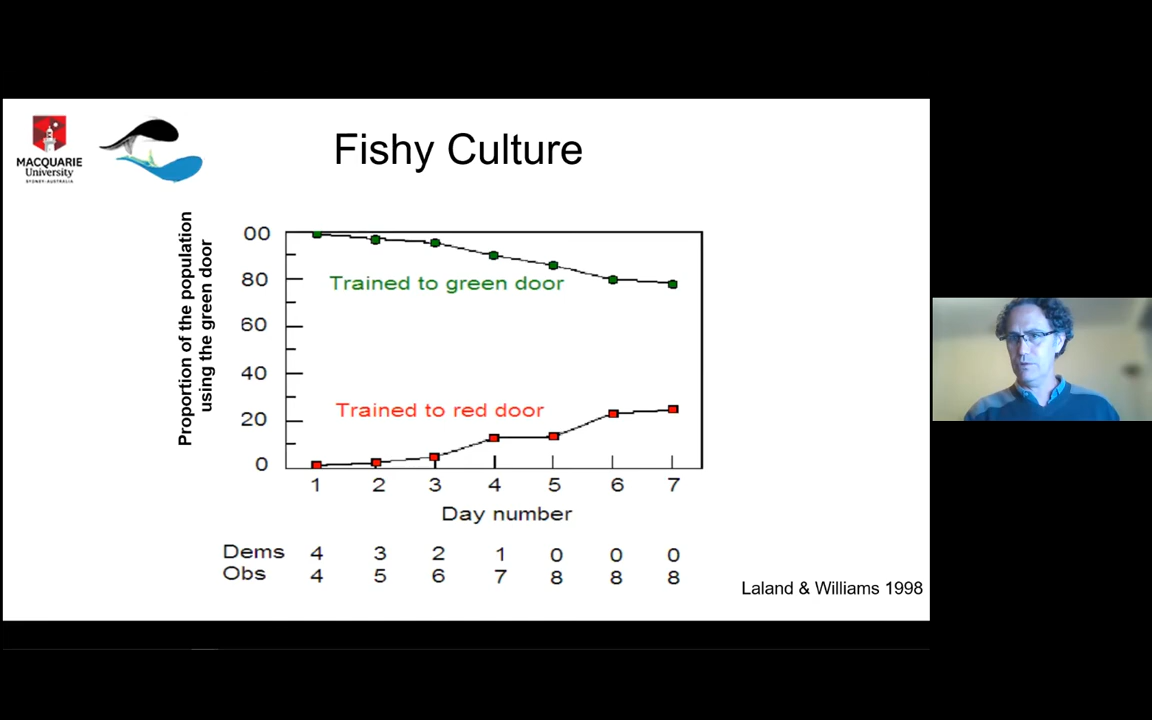 MACQUARIE
University
SYDNEY·AUSTRALIA
Fishy Culture
Proportion of the population
using the green door
00
80
60
40
20
0
Trained to green door
Trained to red door
1 2 3 4 5 6 7
Day number
Dems 4 3 2 1 0 0 0
Obs 4 5 6 7 8 8 8
Laland & Williams 1998